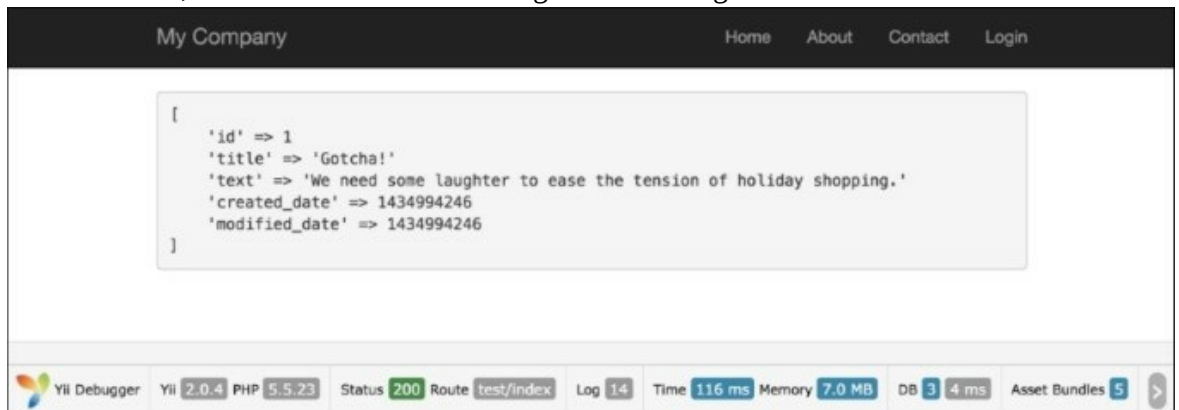 My Company Home About Contact Login
[
'id' => 1
'title' => 'Gotcha!'
'text' => 'We need some laughter to ease the tension of holiday shopping.'
'created_date' => 1434994246
'modified_date' => 1434994246
]
Yii Debugger Yii 2.0.4 PHP 5.5.23 Status 200 Route test/index Log 14 Time 116 ms Memory 7.0 MB DB 3 4 ms Asset Bundles 5 >